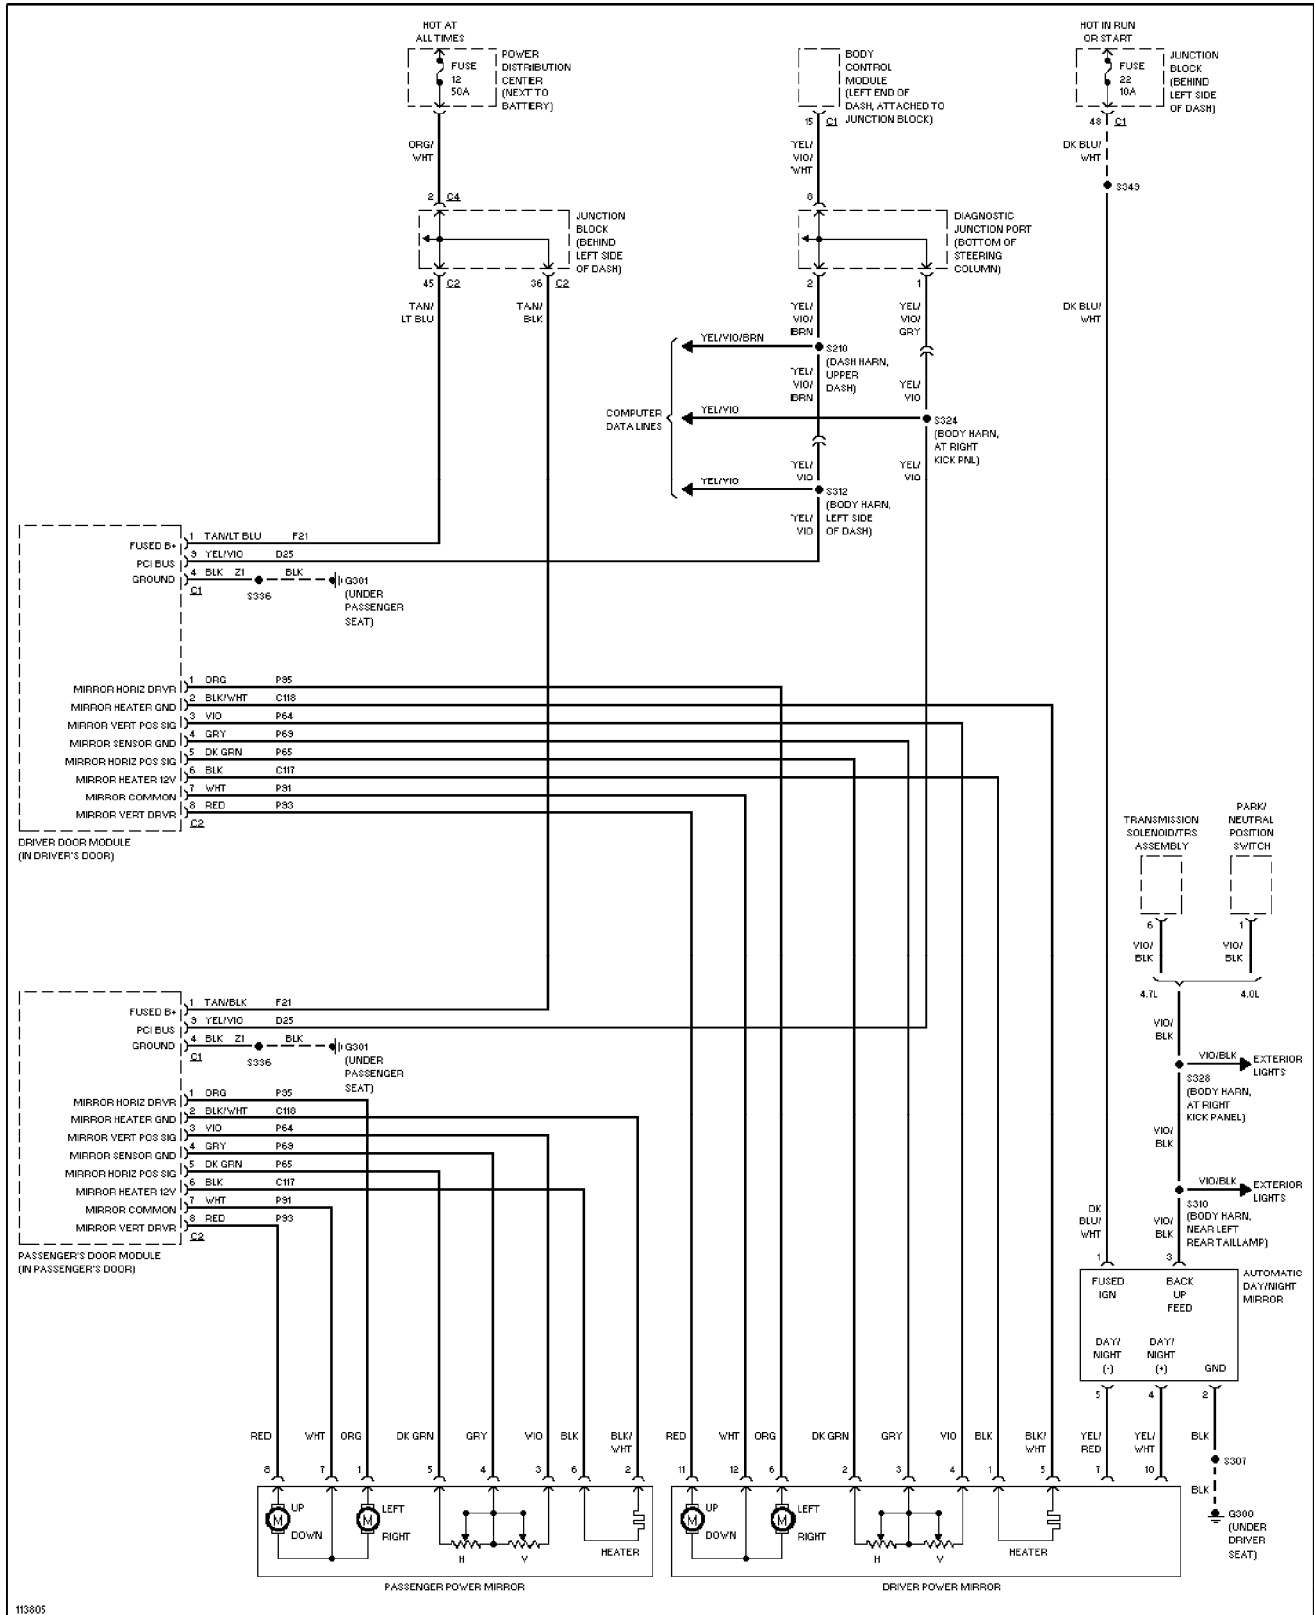 HOT AT
ALL TIMES
FUSE
12
50A
POWER
DISTRIBUTION
CENTER
(NEXT TO
BATTERY)
ORG/
WHT
2 C4
JUNCTION
BLOCK
(BEHIND
LEFT SIDE
OF DASH)
45 C2
36 C2
TAN/
LT BLU
TAN/
BLK
BODY
CONTROL
MODULE
(LEFT END OF
DASH, ATTACHED TO
JUNCTION BLOCK)
15 C1
YEL/
VIO/
WHT
8
DIAGNOSTIC
JUNCTION PORT
(BOTTOM OF
STEERING
COLUMN)
2
1
YEL/
VIO/
BRN
YEL/
VIO/
GRY
YEL/VIO/BRN
S210
(DASH HARN,
UPPER
DASH)
YEL/
VIO/
BRN
YEL/
VIO
COMPUTER
DATA LINES
YEL/VIO
S324
(BODY HARN,
AT RIGHT
KICK PNL)
YEL/
VIO
YEL/
VIO
YEL/VIO
S312
(BODY HARN,
LEFT SIDE
OF DASH)
YEL/
VIO
HOT IN RUN
OR START
FUSE
22
10A
JUNCTION
BLOCK
(BEHIND
LEFT SIDE
OF DASH)
48 C1
DK BLU/
WHT
S349
DK BLU/
WHT
FUSED B+ 1 TAN/LT BLU F21
PCI BUS 9 YEL/VIO D25
GROUND 4 BLK Z1 BLK G301
C1
S336
(UNDER
PASSENGER
SEAT)
MIRROR HORIZ DRVR 1 ORG P95
MIRROR HEATER GND 2 BLK/WHT C118
MIRROR VERT POS SIG 3 VIO P64
MIRROR SENSOR GND 4 GRY P69
MIRROR HORIZ POS SIG 5 DK GRN P65
MIRROR HEATER 12V 6 BLK C117
MIRROR COMMON 7 WHT P91
MIRROR VERT DRVR 8 RED P93
C2
DRIVER DOOR MODULE
(IN DRIVER'S DOOR)
TRANSMISSION
SOLENOID/TRS
ASSEMBLY
PARK/
NEUTRAL
POSITION
SWITCH
6
1
VIO/
BLK
VIO/
BLK
4.7L
4.0L
VIO/
BLK
VIO/BLK
EXTERIOR
LIGHTS
S328
(BODY HARN,
AT RIGHT
KICK PANEL)
VIO/
BLK
VIO/BLK
EXTERIOR
LIGHTS
S310
(BODY HARN,
NEAR LEFT
REAR TAILLAMP)
DK
BLU/
WHT
VIO/
BLK
1
3
FUSED B+ 1 TAN/BLK F21
PCI BUS 9 YEL/VIO D25
GROUND 4 BLK Z1 BLK G301
C1
S336
(UNDER
PASSENGER
SEAT)
MIRROR HORIZ DRVR 1 ORG P95
MIRROR HEATER GND 2 BLK/WHT C118
MIRROR VERT POS SIG 3 VIO P64
MIRROR SENSOR GND 4 GRY P69
MIRROR HORIZ POS SIG 5 DK GRN P65
MIRROR HEATER 12V 6 BLK C117
MIRROR COMMON 7 WHT P91
MIRROR VERT DRVR 8 RED P93
C2
PASSENGER'S DOOR MODULE
(IN PASSENGER'S DOOR)
AUTOMATIC
DAY/NIGHT
MIRROR
FUSED
IGN
BACK
UP
FEED
DAY/
NIGHT
(-)
DAY/
NIGHT
(+)
GND
5
4
2
RED WHT ORG DK GRN GRY VIO BLK BLK/
WHT
8 7 1 5 4 3 6 2
RED WHT ORG DK GRN GRY VIO BLK BLK/
WHT
11 12 6 2 3 4 1 5
YEL/
RED
YEL/
WHT
7
10
BLK
S307
BLK
G300
(UNDER
DRIVER
SEAT)
M
UP
DOWN
M
LEFT
RIGHT
H
V
HEATER
M
UP
DOWN
M
LEFT
RIGHT
H
V
HEATER
PASSENGER POWER MIRROR
DRIVER POWER MIRROR
113805